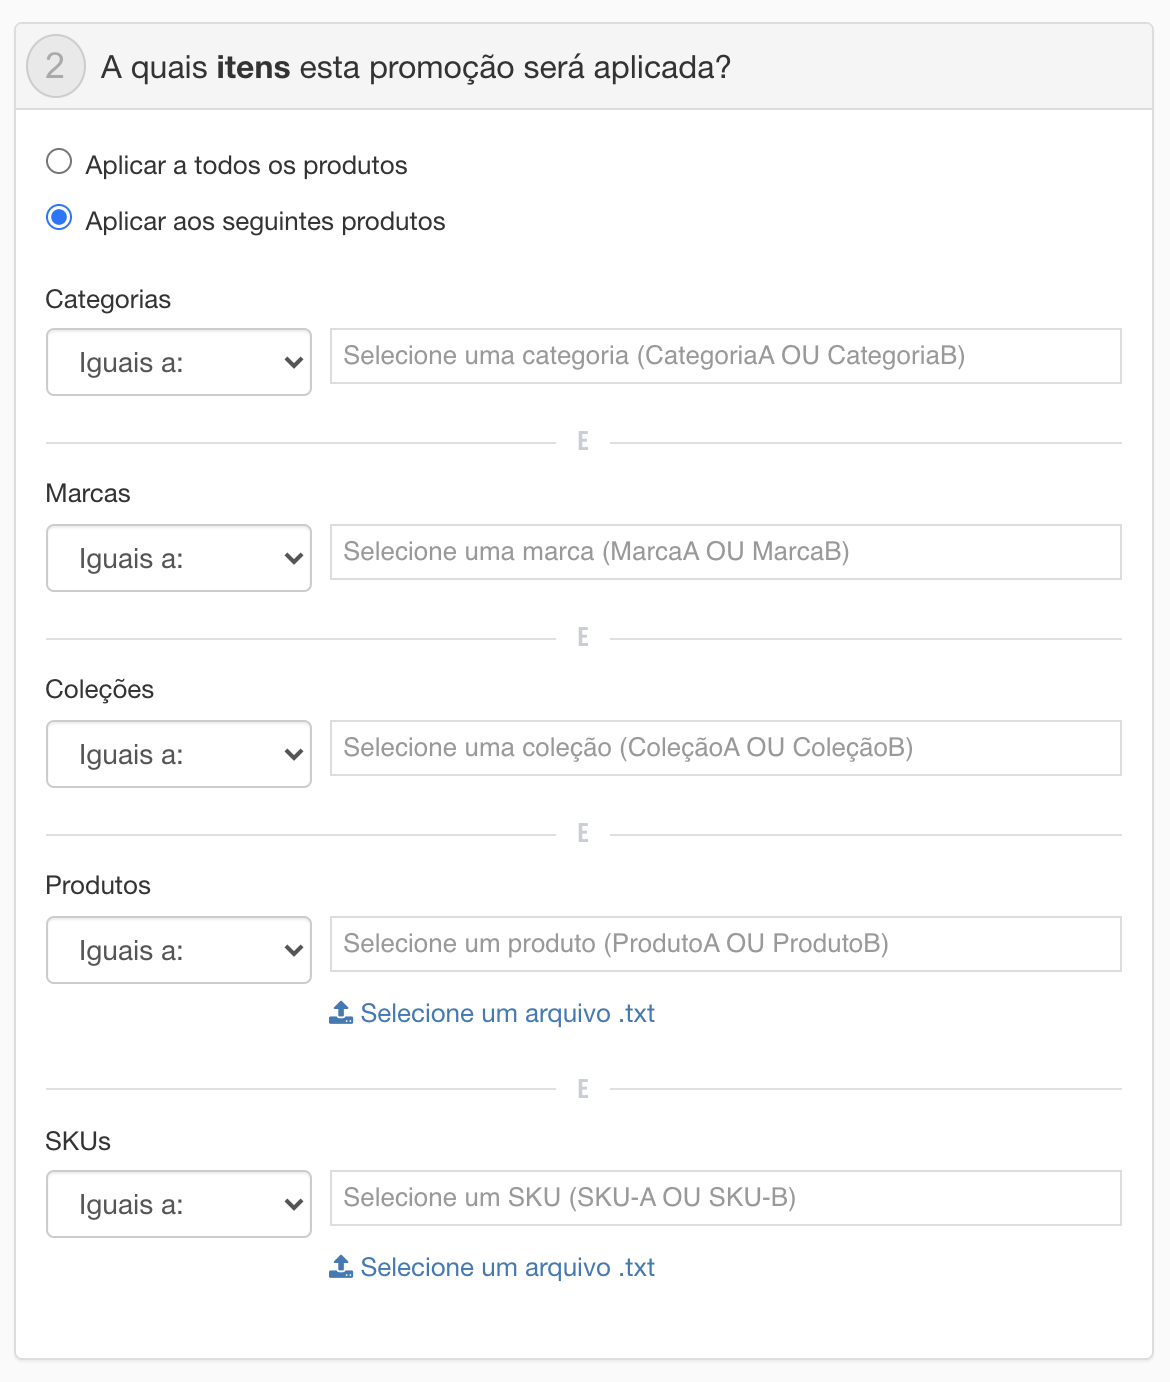 2
A quais itens esta promoção será aplicada?
Aplicar a todos os produtos
Aplicar aos seguintes produtos
Categorias
Iguais a:
Selecione uma categoria (CategoriaA OU CategoriaB)
E
Marcas
Iguais a:
Selecione uma marca (MarcaA OU MarcaB)
E
Coleções
Iguais a:
Selecione uma coleção (ColeçãoA OU ColeçãoB)
E
Produtos
Iguais a:
Selecione um produto (ProdutoA OU ProdutoB)
Selecione um arquivo .txt
E
SKUs
Iguais a:
Selecione um SKU (SKU-A OU SKU-B)
Selecione um arquivo .txt